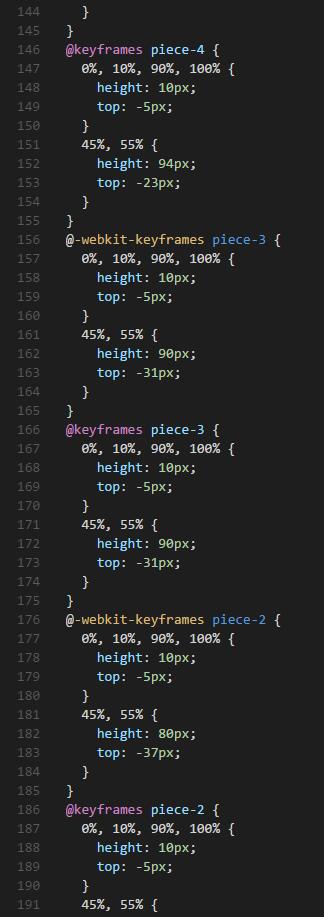 144 }
145 }
146 @keyframes piece-4 {
147 0%, 10%, 90%, 100% {
148 height: 10px;
149 top: -5px;
150 }
151 45%, 55% {
152 height: 94px;
153 top: -23px;
154 }
155 }
156 @-webkit-keyframes piece-3 {
157 0%, 10%, 90%, 100% {
158 height: 10px;
159 top: -5px;
160 }
161 45%, 55% {
162 height: 90px;
163 top: -31px;
164 }
165 }
166 @keyframes piece-3 {
167 0%, 10%, 90%, 100% {
168 height: 10px;
169 top: -5px;
170 }
171 45%, 55% {
172 height: 90px;
173 top: -31px;
174 }
175 }
176 @-webkit-keyframes piece-2 {
177 0%, 10%, 90%, 100% {
178 height: 10px;
179 top: -5px;
180 }
181 45%, 55% {
182 height: 80px;
183 top: -37px;
184 }
185 }
186 @keyframes piece-2 {
187 0%, 10%, 90%, 100% {
188 height: 10px;
189 top: -5px;
190 }
191 45%, 55% {